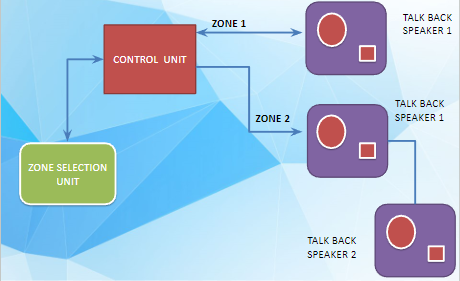 ZONE 1
TALK BACK
SPEAKER 1
CONTROL UNIT
ZONE 2
TALK BACK
SPEAKER 1
ZONE SELECTION
UNIT
TALK BACK
SPEAKER 2